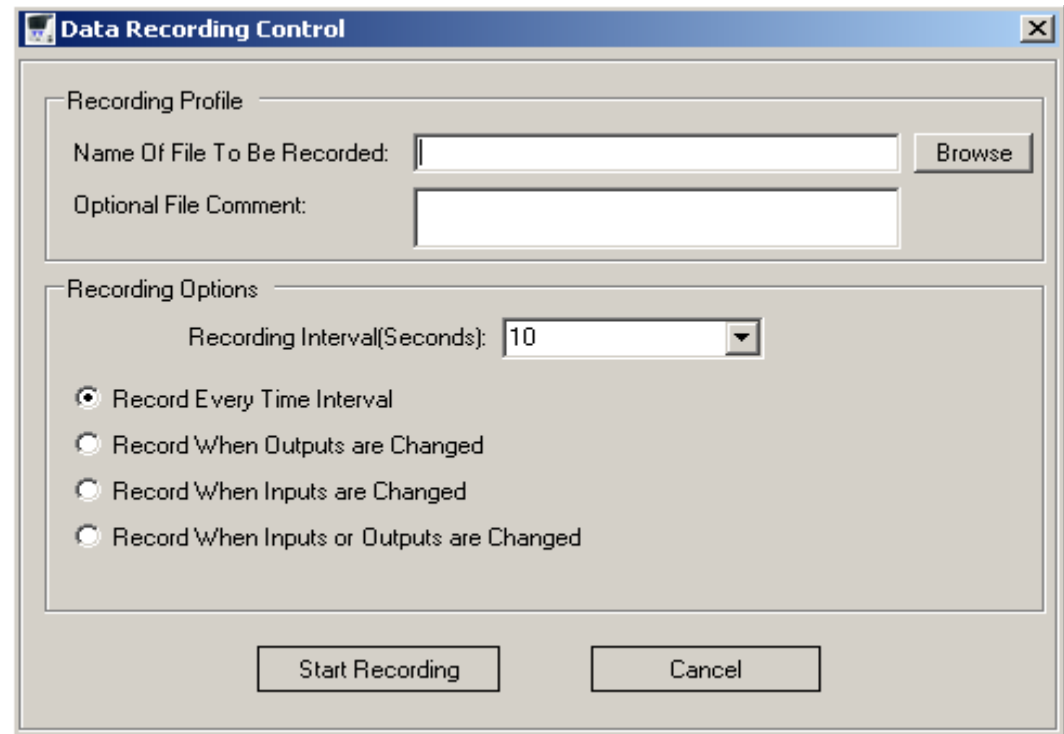 Data Recording Control
Recording Profile
Name Of File To Be Recorded:
Browse
Optional File Comment:
Recording Options
Recording Interval(Seconds): 10
Record Every Time Interval
Record When Outputs are Changed
Record When Inputs are Changed
Record When Inputs or Outputs are Changed
Start Recording
Cancel